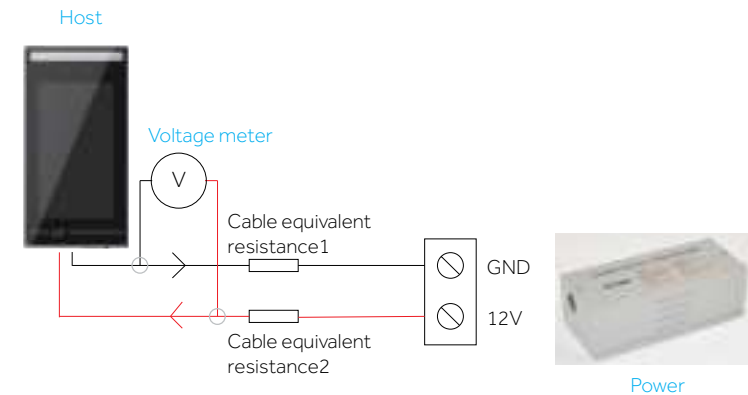 Host
Voltage meter
V
Cable equivalent
resistance1
GND
12V
Cable equivalent
resistance2
Power